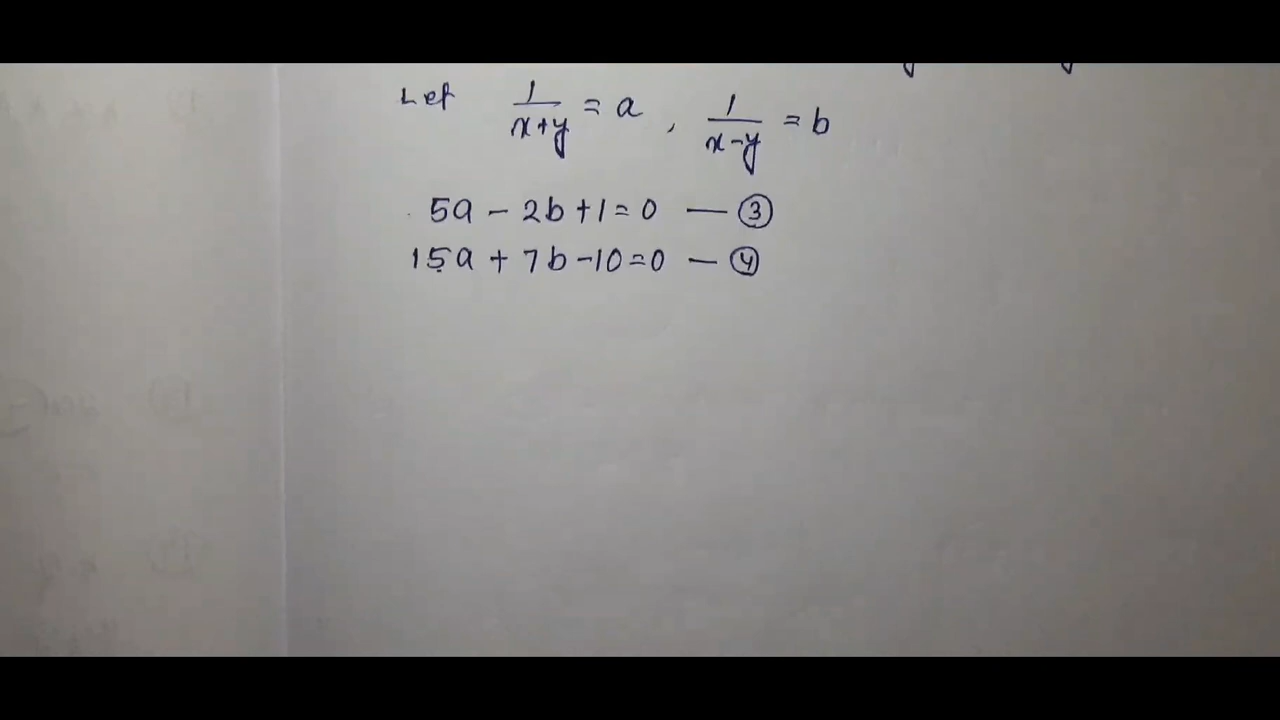 Let 1/(x+y) = a , 1/(x-y) = b
5a - 2b + 1 = 0 — ③
15a + 7b - 10 = 0 — ④